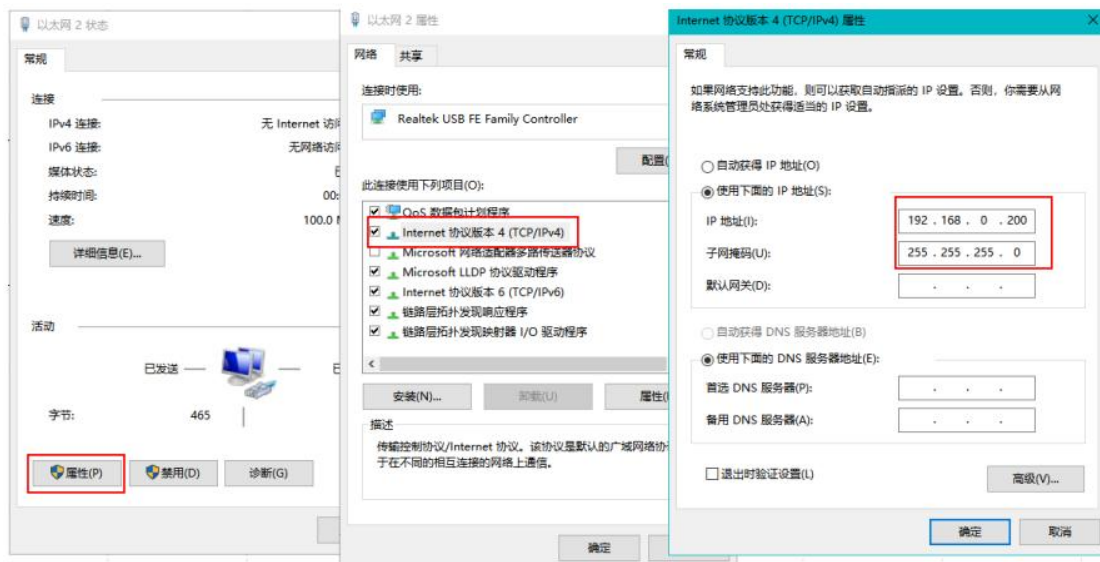 以太网 2 状态
常规
连接
IPv4 连接:
无 Internet 访问
IPv6 连接:
无网络访问
媒体状态:
持续时间:
00:
速度:
100.0
详细信息(E)...
活动
已发送
字节:
465
属性(P)
禁用(D)
诊断(G)
以太网 2 属性
网络
共享
连接时使用:
Realtek USB FE Family Controller
配置(
此连接使用下列项目(O):
QoS 数据包计划程序
Internet 协议版本 4 (TCP/IPv4)
Microsoft 网络适配器多路传送器协议
Microsoft LLDP 协议驱动程序
Internet 协议版本 6 (TCP/IPv6)
链路层拓扑发现响应程序
链路层拓扑发现映射器 I/O 驱动程序
安装(N)...
卸载(U)
属性(
描述
传输控制协议/Internet 协议。该协议是默认的广域网络协
于在不同的相互连接的网络上通信。
确定
Internet 协议版本 4 (TCP/IPv4) 属性
常规
如果网络支持此功能，则可以获取自动指派的 IP 设置。否则，你需要从网
络系统管理员处获得适当的 IP 设置。
自动获得 IP 地址(O)
使用下面的 IP 地址(S):
IP 地址(I):
192 . 168 . 0 . 200
子网掩码(U):
255 . 255 . 255 . 0
默认网关(D):
自动获得 DNS 服务器地址(B)
使用下面的 DNS 服务器地址(E):
首选 DNS 服务器(P):
备用 DNS 服务器(A):
退出时验证设置(L)
高级(V)...
确定
取消